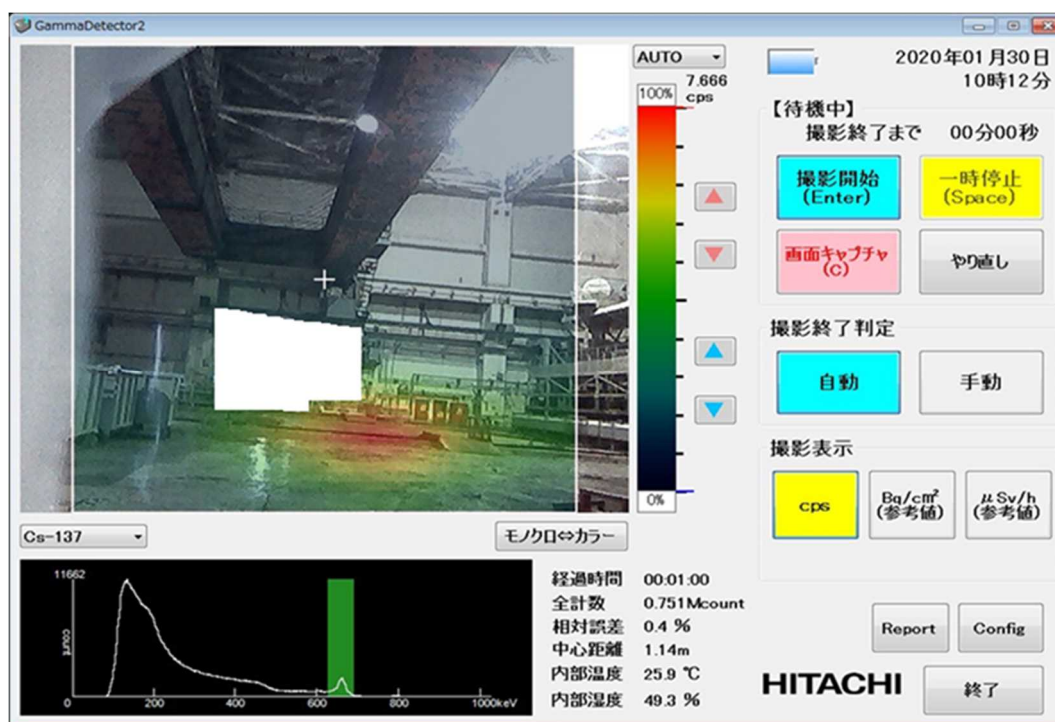 GammaDetector2
AUTO
7.666
cps
100%
0%
2020年01月30日
10時12分
【待機中】
撮影終了まで 00分00秒
撮影開始
(Enter)
一時停止
(Space)
画面キャプチャ
(C)
やり直し
撮影終了判定
自動
手動
撮影表示
cps
Bq/cm²
(参考値)
μSv/h
(参考値)
Cs-137
モノクロ⇔カラー
11662
count
0 200 400 600 800 1000keV
経過時間 00:01:00
全計数 0.751Mcount
相対誤差 0.4 %
中心距離 1.14m
内部温度 25.9 ℃
内部湿度 49.3 %
Report
Config
HITACHI
終了